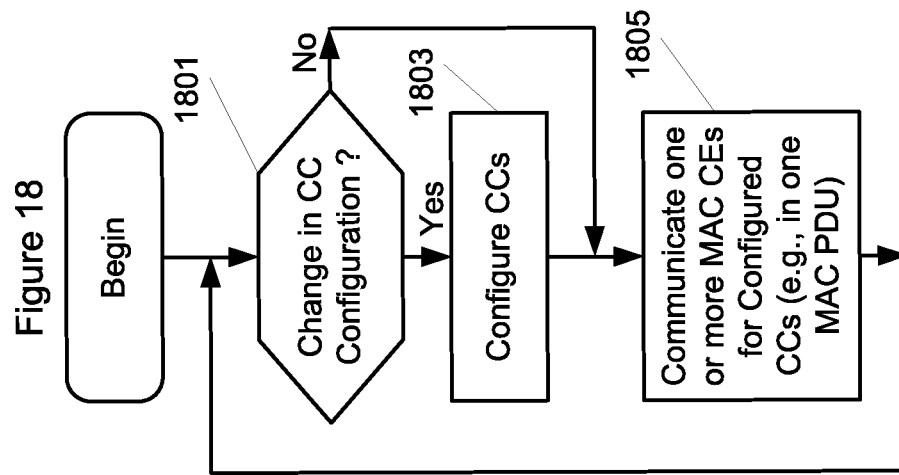 Figure 18
Begin
1801
Change in CC
Configuration ?
No
Yes
1803
Configure CCs
1805
Communicate one
or more MAC CEs
for Configured
CCs (e.g., in one
MAC PDU)